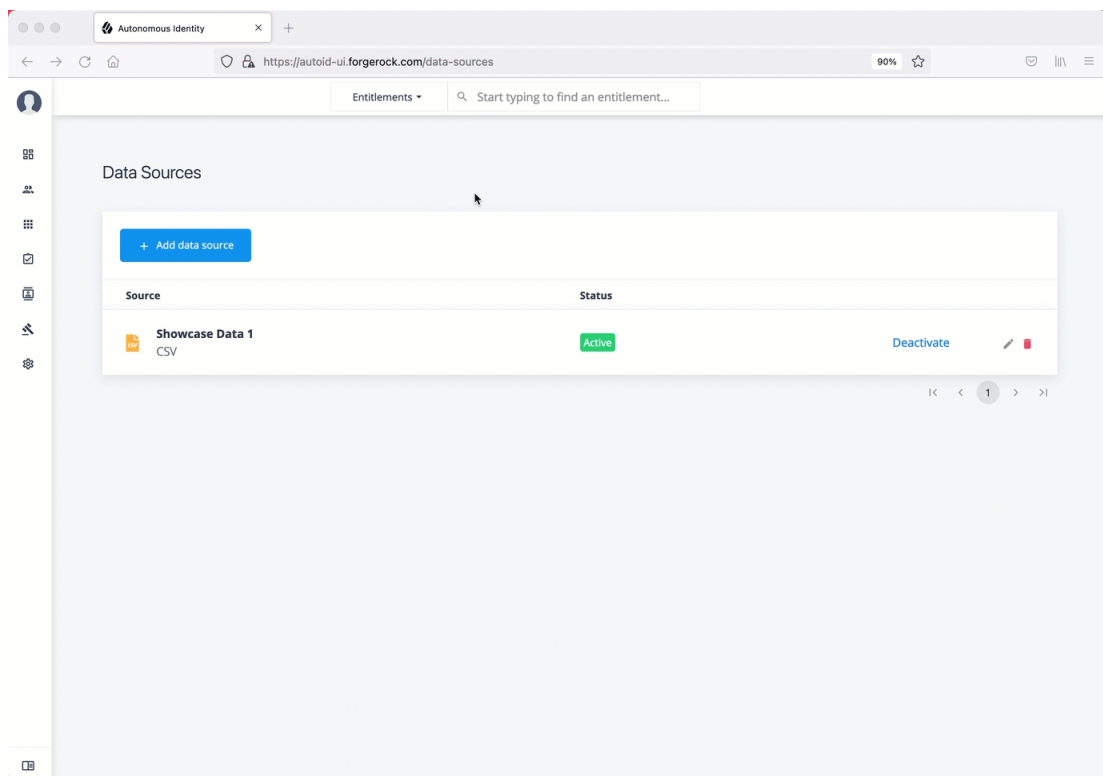 Autonomous Identity
https://autoid-ui.forgerock.com/data-sources
90%
Entitlements
Start typing to find an entitlement...
Data Sources
+ Add data source
Source Status
Showcase Data 1
CSV
CSV
Active
Deactivate
1